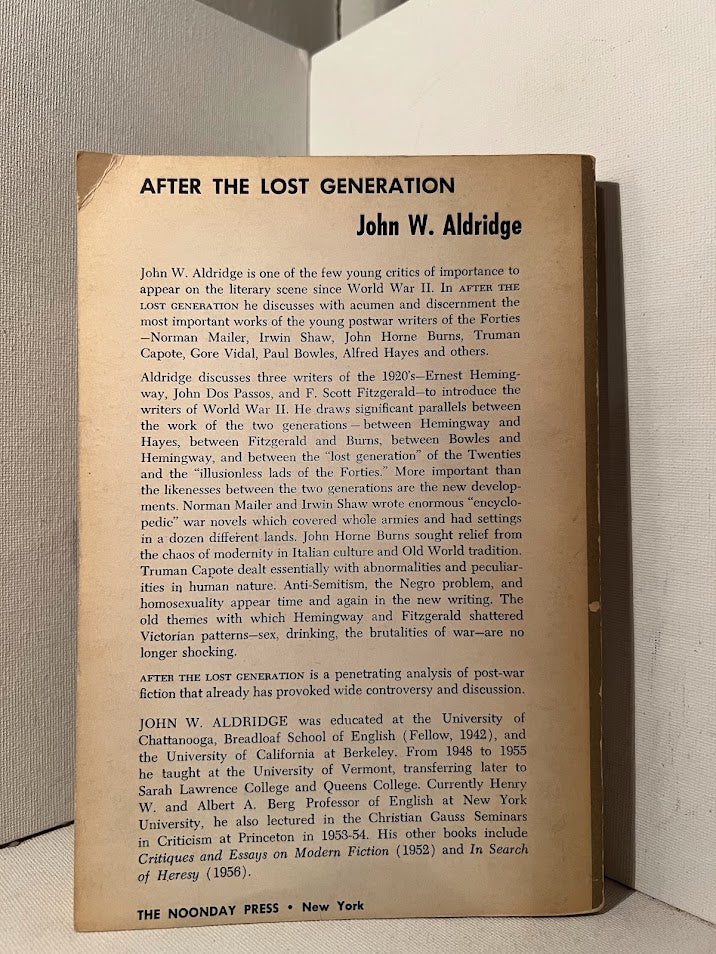 AFTER THE LOST GENERATION
John W. Aldridge
John W. Aldridge is one of the few young critics of importance to
appear on the literary scene since World War II. In AFTER THE
LOST GENERATION he discusses with acumen and discernment the
most important works of the young postwar writers of the Forties
—Norman Mailer, Irwin Shaw, John Horne Burns, Truman
Capote, Gore Vidal, Paul Bowles, Alfred Hayes and others.
Aldridge discusses three writers of the 1920's—Ernest Heming-
way, John Dos Passos, and F. Scott Fitzgerald—to introduce the
writers of World War II. He draws significant parallels between
the work of the two generations — between Hemingway and
Hayes, between Fitzgerald and Burns, between Bowles and
Hemingway, and between the "lost generation" of the Twenties
and the "illusionless lads of the Forties." More important than
the likenesses between the two generations are the new develop-
ments. Norman Mailer and Irwin Shaw wrote enormous "encyclo-
pedic" war novels which covered whole armies and had settings
in a dozen different lands. John Horne Burns sought relief from
the chaos of modernity in Italian culture and Old World tradition.
Truman Capote dealt essentially with abnormalities and peculiar-
ities in human nature. Anti-Semitism, the Negro problem, and
homosexuality appear time and again in the new writing. The
old themes with which Hemingway and Fitzgerald shattered
Victorian patterns—sex, drinking, the brutalities of war—are no
longer shocking.
AFTER THE LOST GENERATION is a penetrating analysis of post-war
fiction that already has provoked wide controversy and discussion.
JOHN W. ALDRIDGE was educated at the University of
Chattanooga, Breadloaf School of English (Fellow, 1942), and
the University of California at Berkeley. From 1948 to 1955
he taught at the University of Vermont, transferring later to
Sarah Lawrence College and Queens College. Currently Henry
W. and Albert A. Berg Professor of English at New York
University, he also lectured in the Christian Gauss Seminars
in Criticism at Princeton in 1953-54. His other books include
Critiques and Essays on Modern Fiction (1952) and In Search
of Heresy (1956).
THE NOONDAY PRESS • New York